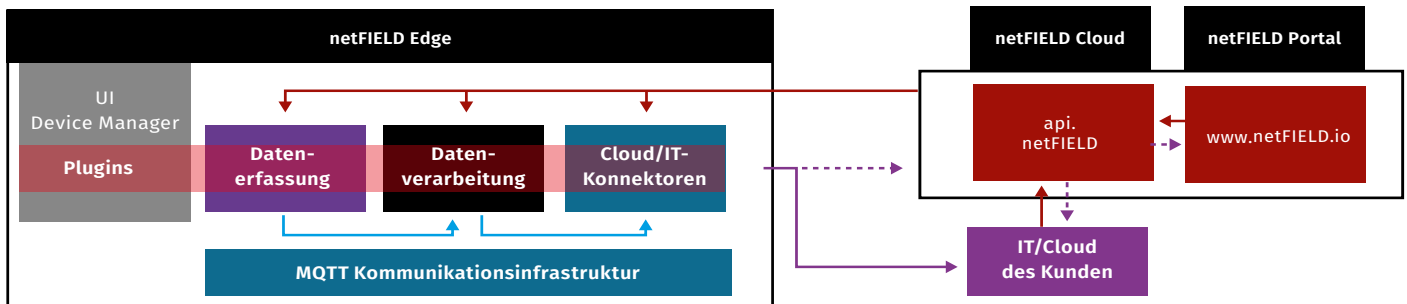 netFIELD Edge
netFIELD Cloud
netFIELD Portal
UI
Device Manager
Plugins
Daten-
erfassung
Daten-
verarbeitung
Cloud/IT-
Konnektoren
MQTT Kommunikationsinfrastruktur
api.
netFIELD
www.netFIELD.io
IT/Cloud
des Kunden